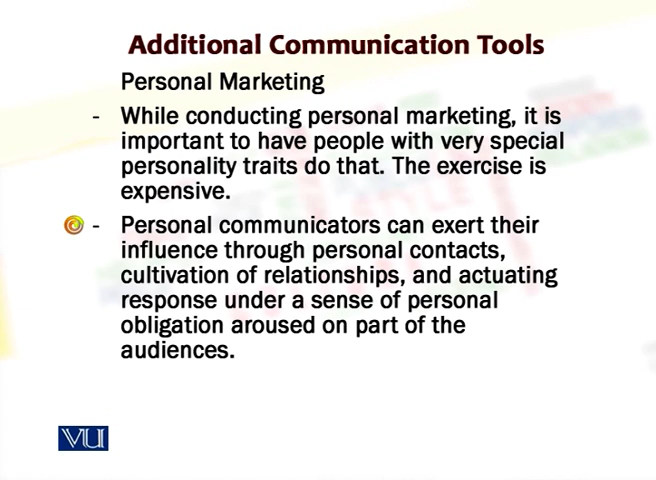 Additional Communication Tools
Personal Marketing
- While conducting personal marketing, it is
important to have people with very special
personality traits do that. The exercise is
expensive.
- Personal communicators can exert their
influence through personal contacts,
cultivation of relationships, and actuating
response under a sense of personal
obligation aroused on part of the
audiences.
VU